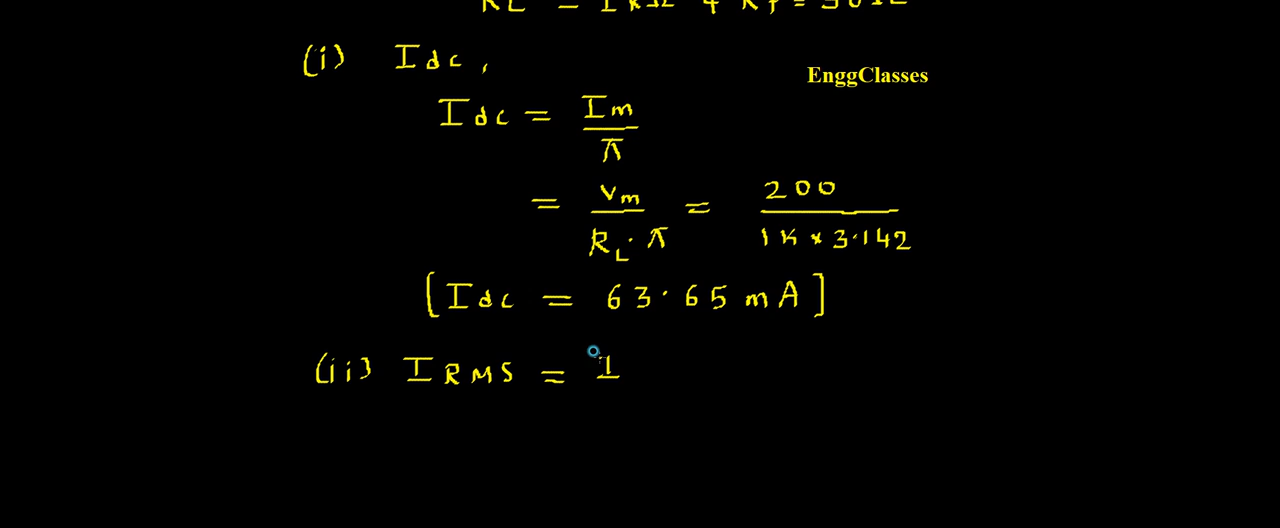 (i) Idc,
EnggClasses
Idc = Im/π
= Vm/RL.π = 200/1K*3.142
[Idc = 63.65 mA]
(ii) IRMS = I